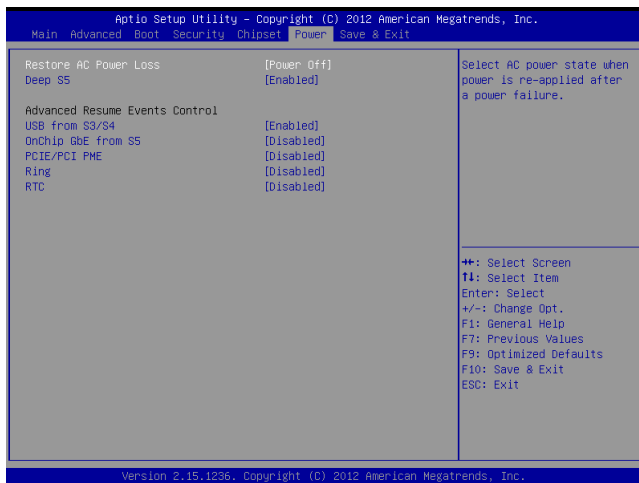 Aptio Setup Utility – Copyright (C) 2012 American Megatrends, Inc.
Main Advanced Boot Security Chipset Power Save & Exit
Restore AC Power Loss [Power Off]
Deep S5 [Enabled]
Advanced Resume Events Control
USB from S3/S4 [Enabled]
OnChip GbE from S5 [Disabled]
PCIE/PCI PME [Disabled]
Ring [Disabled]
RTC [Disabled]
Select AC power state when
power is re-applied after
a power failure.
→←: Select Screen
↑↓: Select Item
Enter: Select
+/-: Change Opt.
F1: General Help
F7: Previous Values
F9: Optimized Defaults
F10: Save & Exit
ESC: Exit
Version 2.15.1236. Copyright (C) 2012 American Megatrends, Inc.